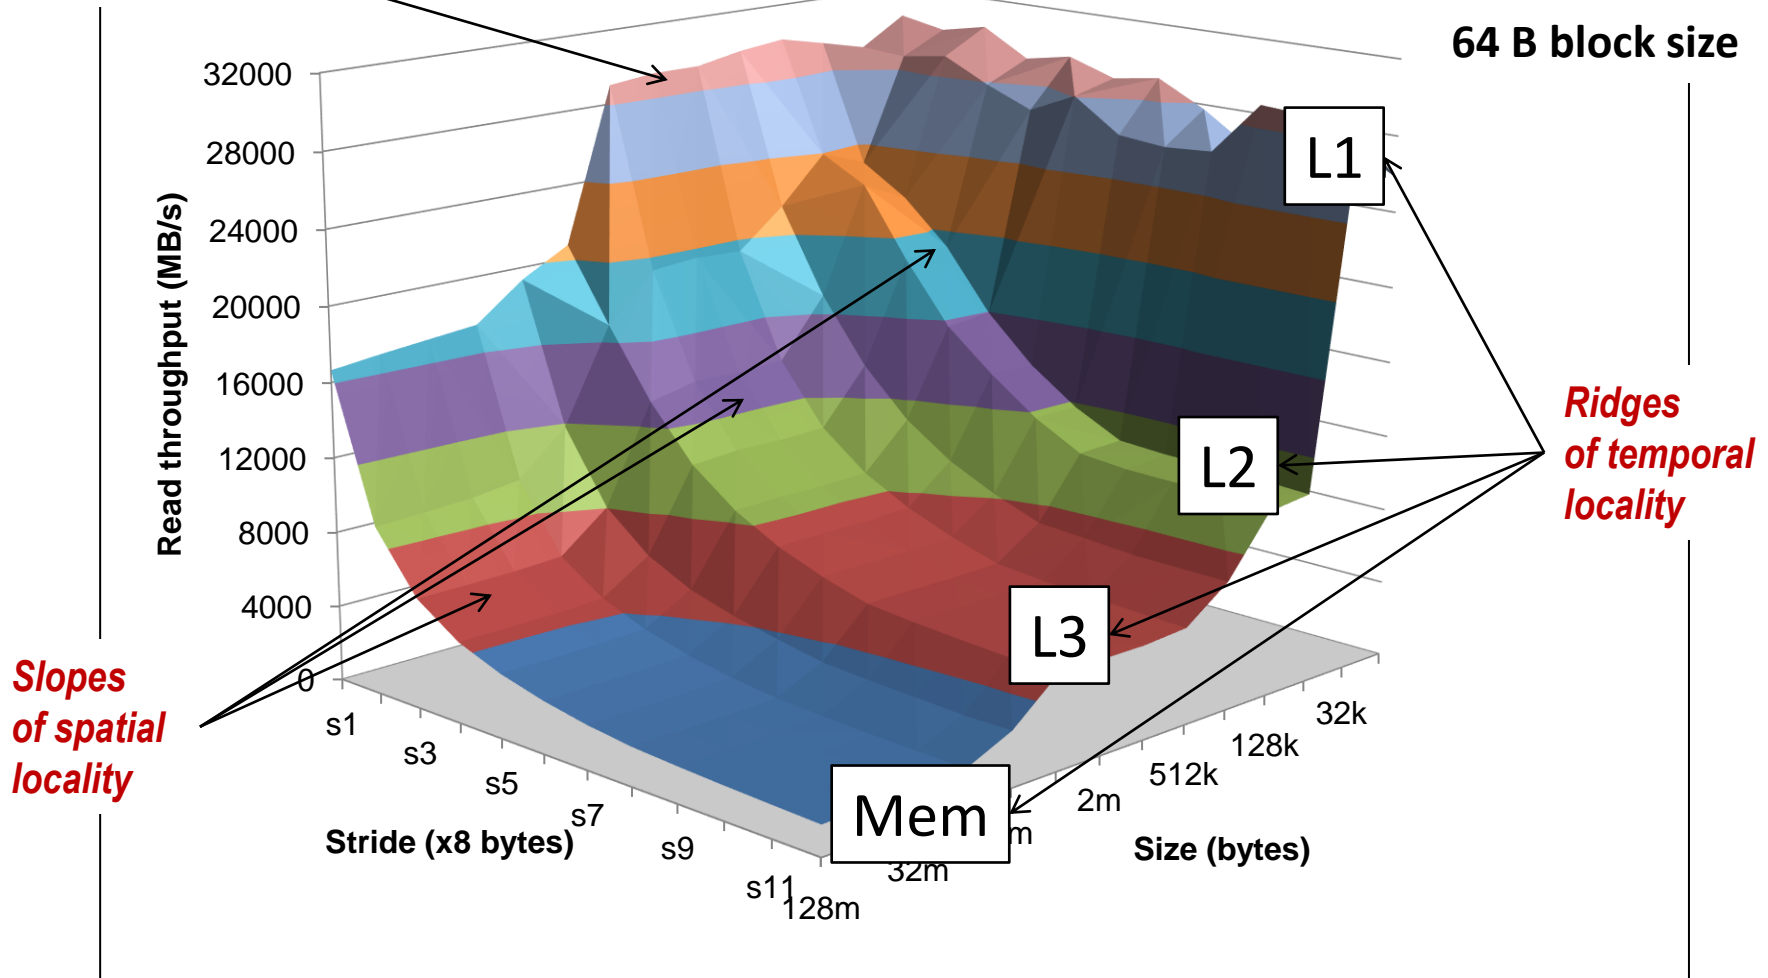 64 B block size
32000
28000
24000
20000
16000
12000
8000
4000
0
Read throughput (MB/s)
L1
L2
L3
Mem
Ridges
of temporal
locality
Slopes
of spatial
locality
s1
s3
s5
s7
s9
s11
Stride (x8 bytes)
128m
32m
m
2m
512k
128k
32k
Size (bytes)